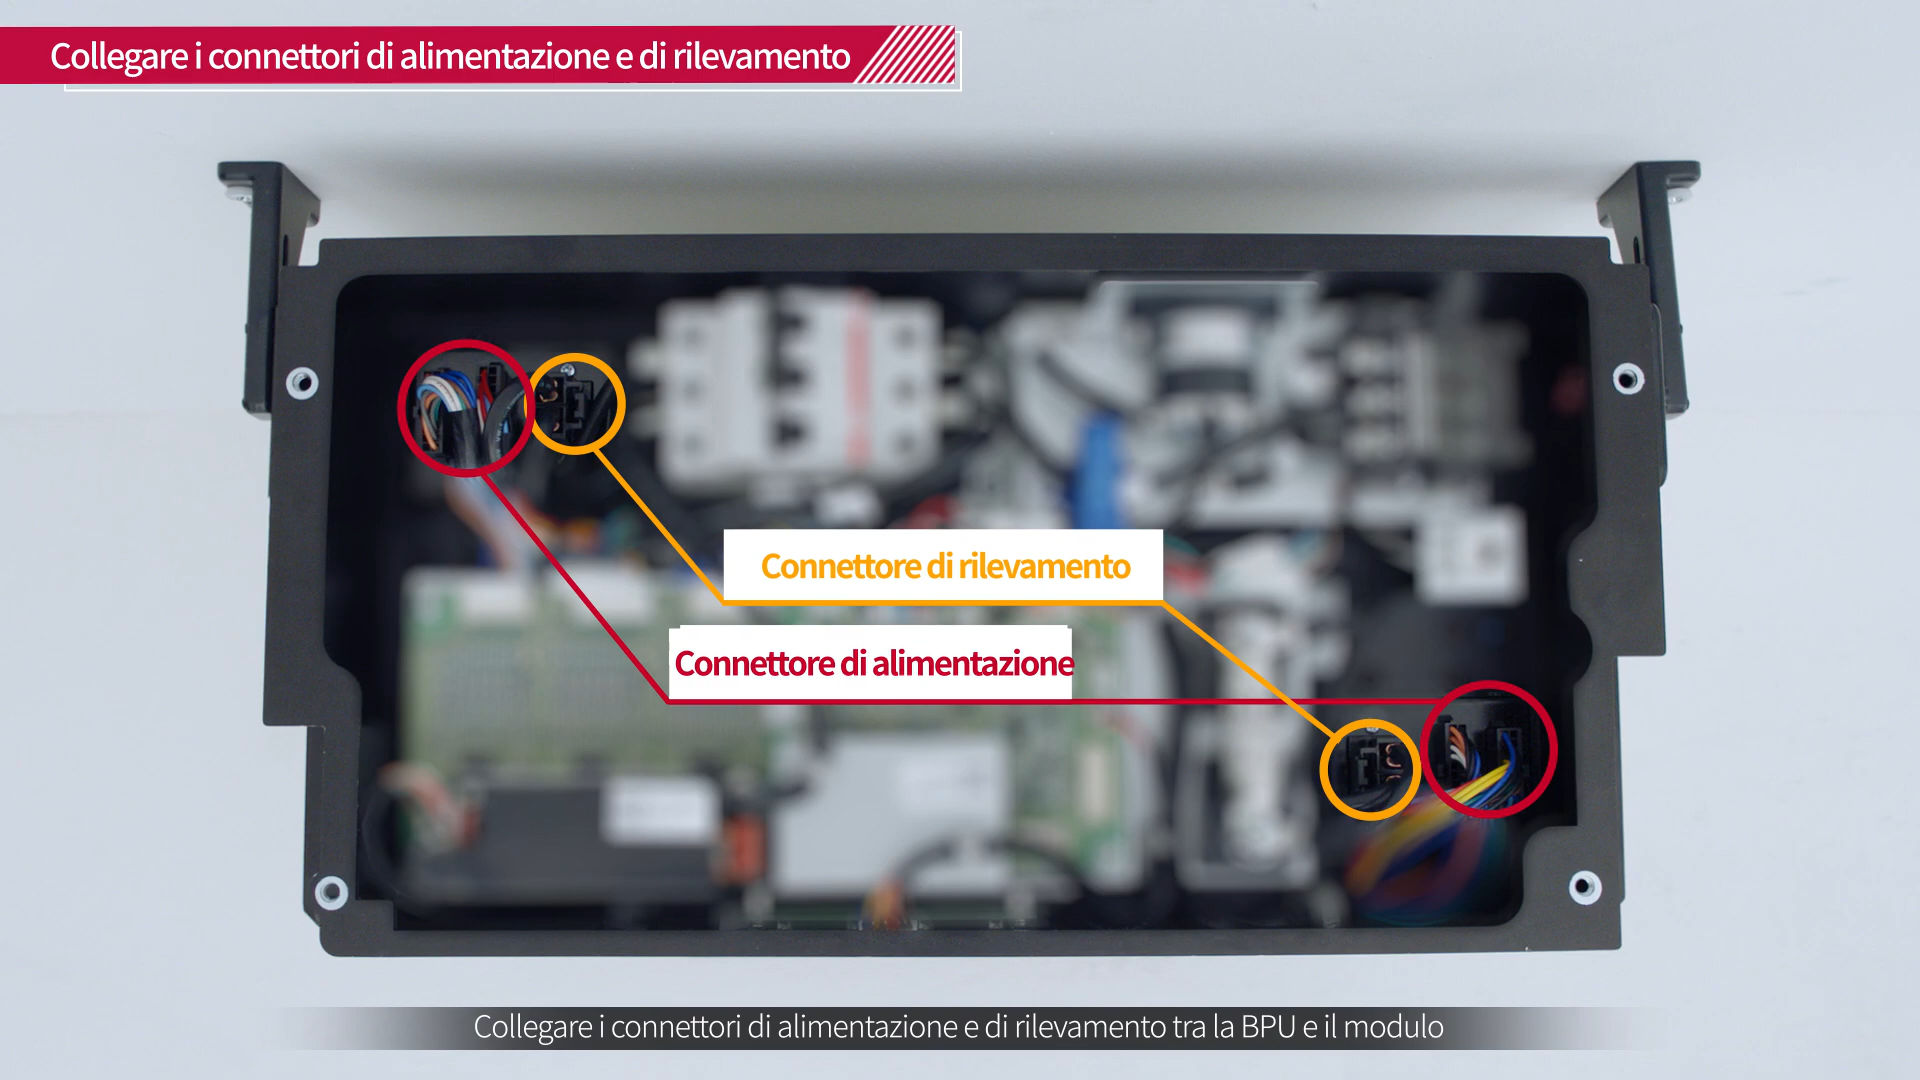 Collegare i connettori di alimentazione e di rilevamento
Connettore di rilevamento
Connettore di alimentazione
Collegare i connettori di alimentazione e di rilevamento tra la BPU e il modulo